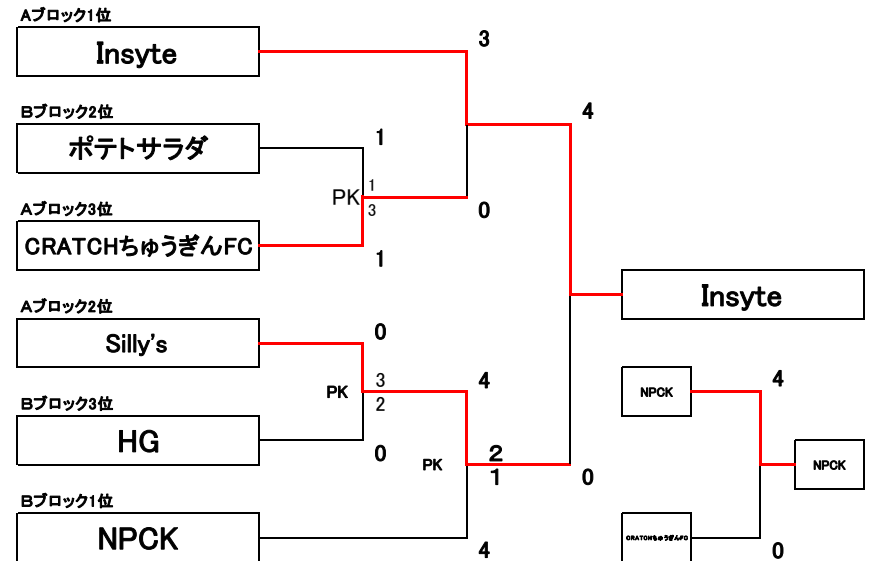 Aブロック1位
Insyte
3
4
Bブロック2位
ポテトサラダ
1
PK
1
3
0
Aブロック3位
CRATCHちゅうぎんFC
1
Insyte
Aブロック2位
Silly's
0
PK
3
2
4
Bブロック3位
HG
0
PK
2
1
0
Bブロック1位
NPCK
4
NPCK
4
NPCK
CRATCHちゅうぎんFC
0